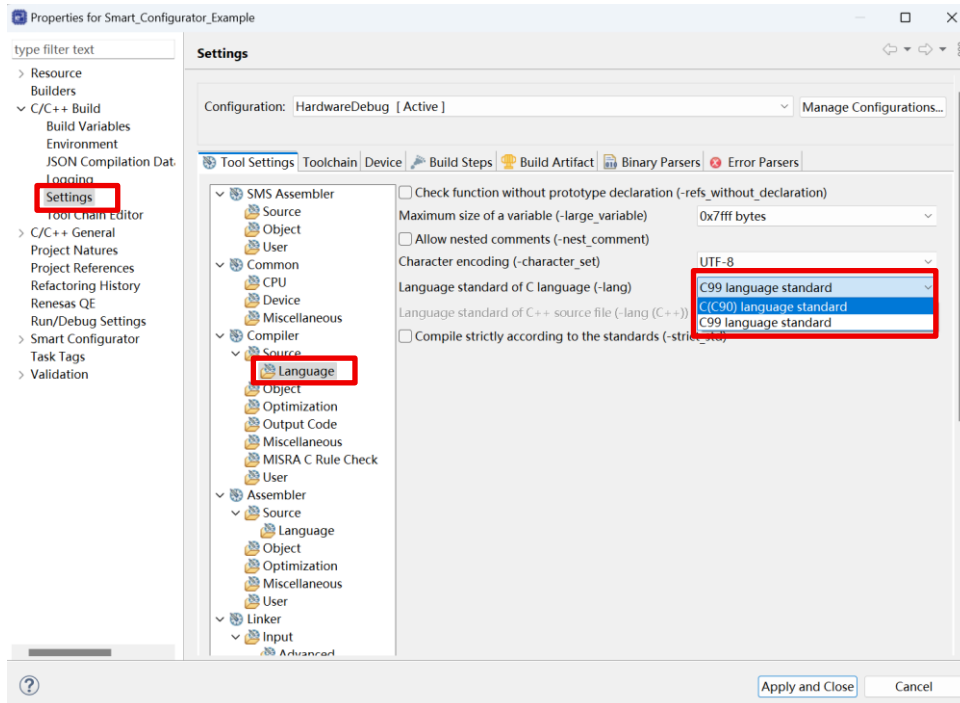 Properties for Smart_Configurator_Example
type filter text
Resource
Builders
C/C++ Build
Build Variables
Environment
JSON Compilation Dat
Logging
Settings
Tool Chain Editor
C/C++ General
Project Natures
Project References
Refactoring History
Renesas QE
Run/Debug Settings
Smart Configurator
Task Tags
Validation
Settings
Configuration: HardwareDebug [ Active ]
Manage Configurations...
Tool Settings Toolchain Device Build Steps Build Artifact Binary Parsers Error Parsers
SMS Assembler
Source
Object
User
Common
CPU
Device
Miscellaneous
Compiler
Source
Language
Object
Optimization
Output Code
Miscellaneous
MISRA C Rule Check
User
Assembler
Source
Language
Object
Optimization
Miscellaneous
User
Linker
Input
Advanced
Check function without prototype declaration (-refs_without_declaration)
Maximum size of a variable (-large_variable) 0x7fff bytes
Allow nested comments (-nest_comment)
Character encoding (-character_set) UTF-8
Language standard of C language (-lang) C99 language standard
C(C90) language standard
Language standard of C++ source file (-lang (C++))
C99 language standard
Compile strictly according to the standards (-strict_std)
Apply and Close
Cancel